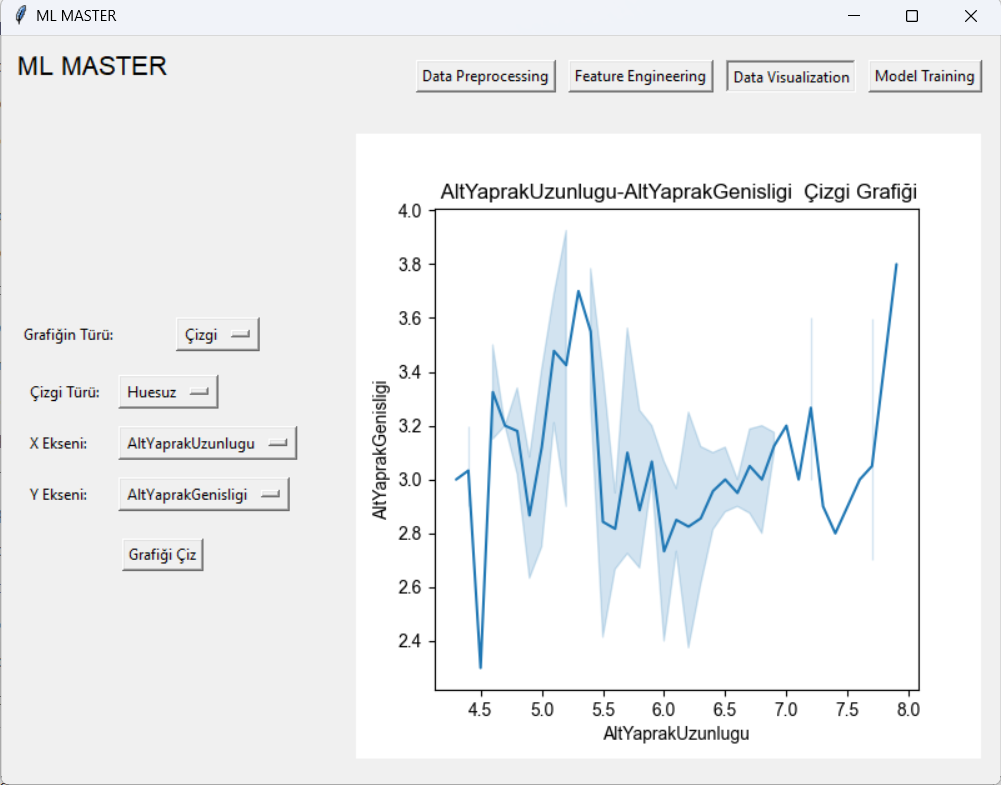 ML MASTER
ML MASTER
Data Preprocessing
Feature Engineering
Data Visualization
Model Training
Grafiğin Türü:
Çizgi
Çizgi Türü:
Huesuz
X Ekseni:
AltYaprakUzunlugu
Y Ekseni:
AltYaprakGenisligi
Grafiği Çiz
AltYaprakUzunlugu-AltYaprakGenisligi Çizgi Grafiği
AltYaprakGenisligi
4.0
3.8
3.6
3.4
3.2
3.0
2.8
2.6
2.4
4.5 5.0 5.5 6.0 6.5 7.0 7.5 8.0
AltYaprakUzunlugu